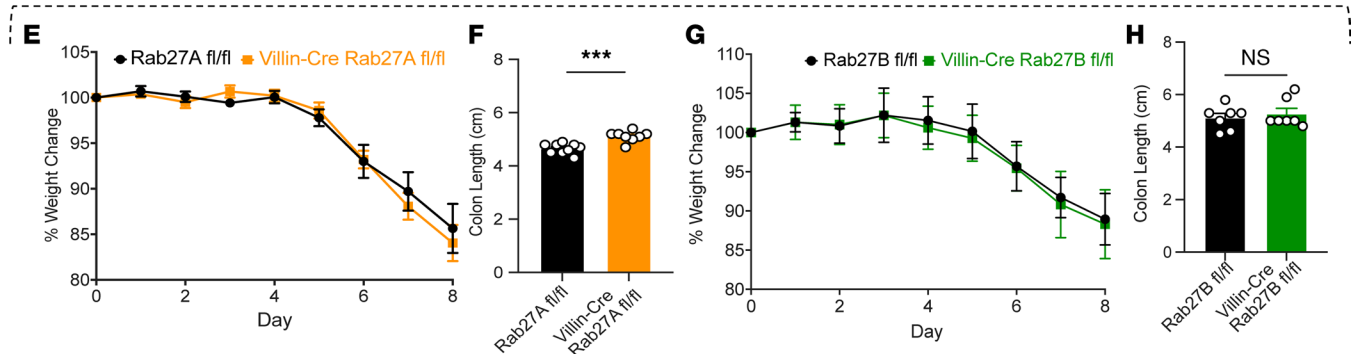 E
Rab27A fl/fl Villin-Cre Rab27A fl/fl
105
100
95
90
85
80
% Weight Change
0 2 4 6 8
Day
F
***
8
6
4
2
0
Colon Length (cm)
Rab27A fl/fl
Villin-Cre
Rab27A fl/fl
G
Rab27B fl/fl Villin-Cre Rab27B fl/fl
110
105
100
95
90
85
80
% Weight Change
0 2 4 6 8
Day
H
NS
8
6
4
2
0
Colon Length (cm)
Rab27B fl/fl
Villin-Cre
Rab27B fl/fl